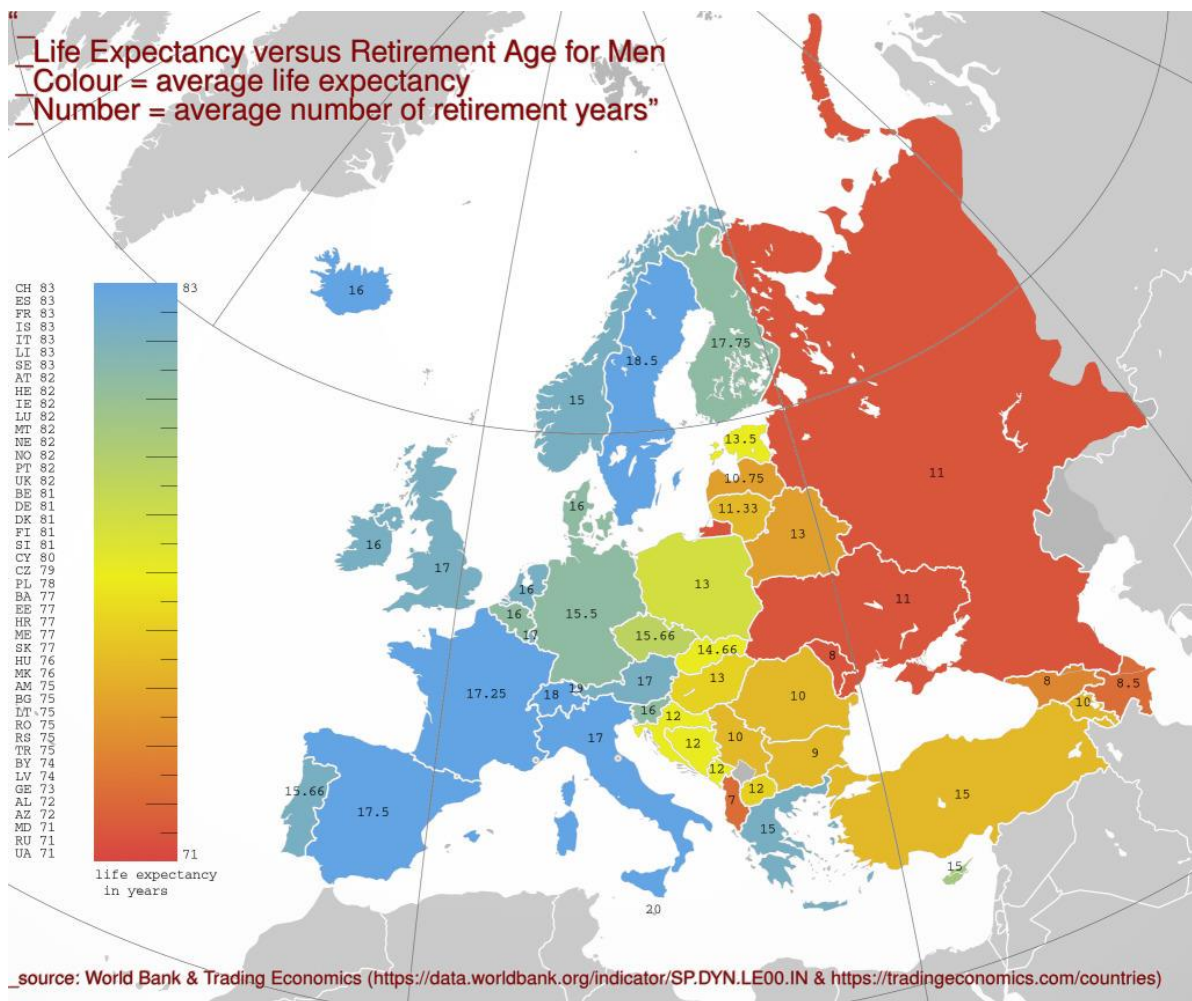 “
_Life Expectancy versus Retirement Age for Men
_Colour = average life expectancy
_Number = average number of retirement years”
CH 83
ES 83
FR 83
IS 83
IT 83
LI 83
SE 83
AT 82
HE 82
IE 82
LU 82
MT 82
NE 82
NO 82
PT 82
UK 82
BE 81
DE 81
DK 81
FI 81
SI 81
CY 80
CZ 79
PL 78
BA 77
EE 77
HR 77
ME 77
SK 77
HU 76
MK 76
AM 75
BG 75
LT 75
RO 75
RS 75
TR 75
BY 74
LV 74
GE 73
AL 72
AZ 72
MD 71
RU 71
UA 71
83
71
life expectancy
in years
16
17.75
18.5
15
13.5
10.75
11
16
11.33
13
16
17
16
13
11
15.5
16
17
15.66
14.66
8
17
13
19
18
17.25
16
12
10
8
8.5
10
17
12
10
9
12
12
7
15
15.66
17.5
15
15
20
_source: World Bank & Trading Economics (https://data.worldbank.org/indicator/SP.DYN.LE00.IN & https://tradingeconomics.com/countries)